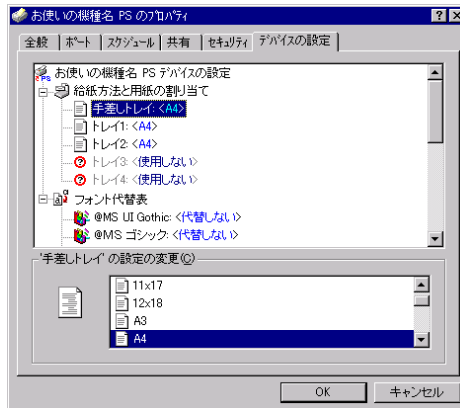 お使いの機種名 PS のプロパティ
全般 ポート スケジュール 共有 セキュリティ デバイスの設定
お使いの機種名 PS デバイスの設定
給紙方法と用紙の割り当て
手差しトレイ: <A4>
トレイ1: <A4>
トレイ2: <A4>
トレイ3: <使用しない>
トレイ4: <使用しない>
フォント代替表
@MS UI Gothic: <代替しない>
@MS ゴシック: <代替しない>
'手差しトレイ' の設定の変更(C)
11x17
12x18
A3
A4
OK キャンセル